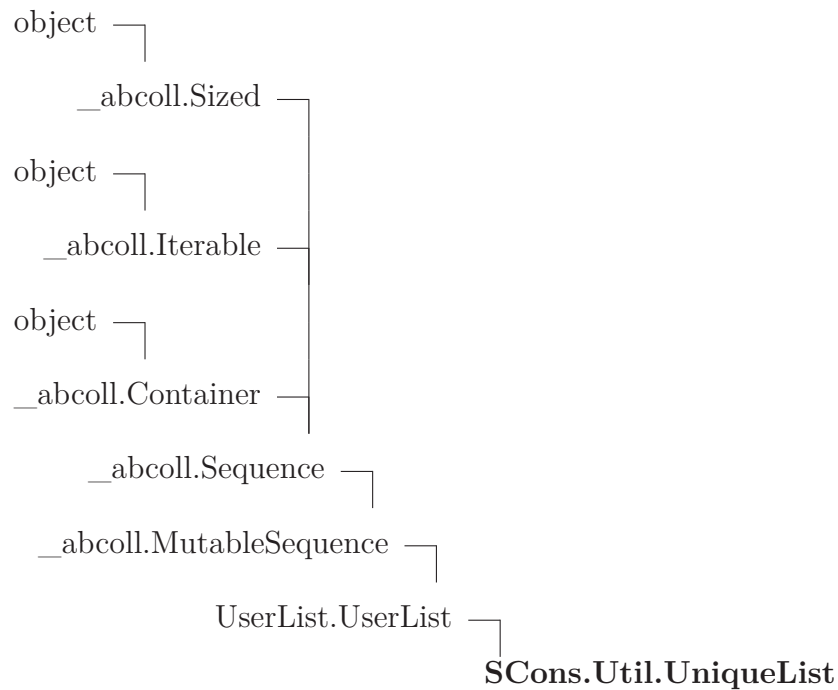 object
_abcoll.Sized
object
_abcoll.Iterable
object
_abcoll.Container
_abcoll.Sequence
_abcoll.MutableSequence
UserList.UserList
SCons.Util.UniqueList